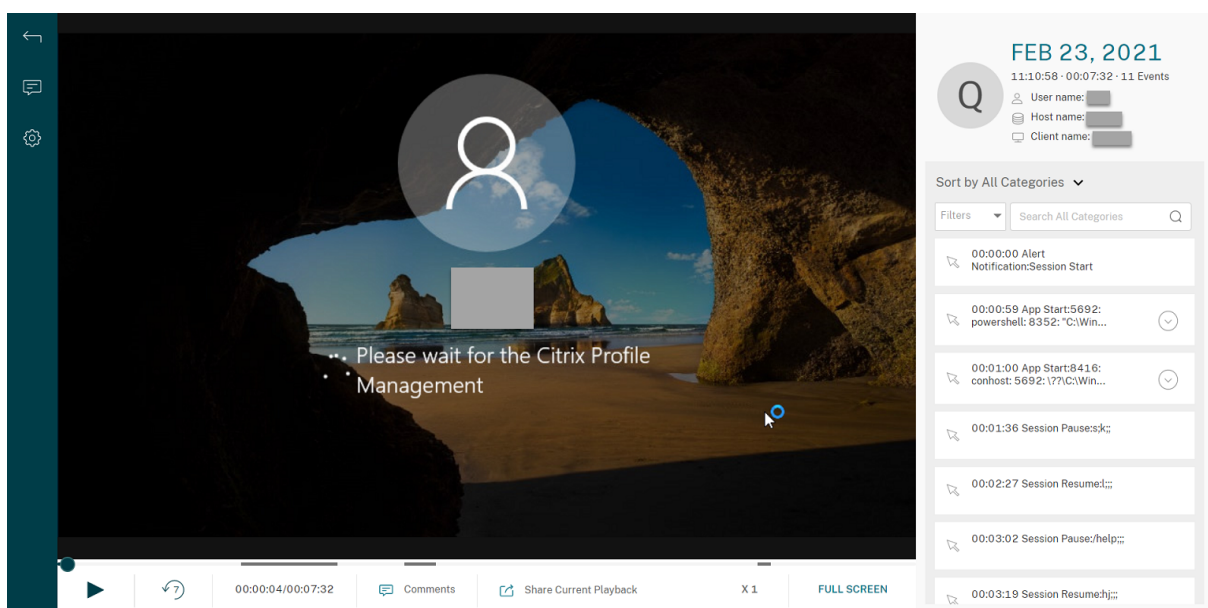 FEB 23, 2021
11:10:58 · 00:07:32 · 11 Events
Q
User name:
Host name:
Client name:
Please wait for the Citrix Profile
Management
Sort by All Categories
Filters
Search All Categories
00:00:00 Alert
Notification:Session Start
00:00:59 App Start:5692:
powershell: 8352: "C:\Win...
00:01:00 App Start:8416:
conhost: 5692: \??\C:\Win...
00:01:36 Session Pause:s;k;;
00:02:27 Session Resume:l;;;
00:03:02 Session Pause:/help;;;
00:03:19 Session Resume:hj;;;
7
00:00:04/00:07:32
Comments
Share Current Playback
X 1
FULL SCREEN